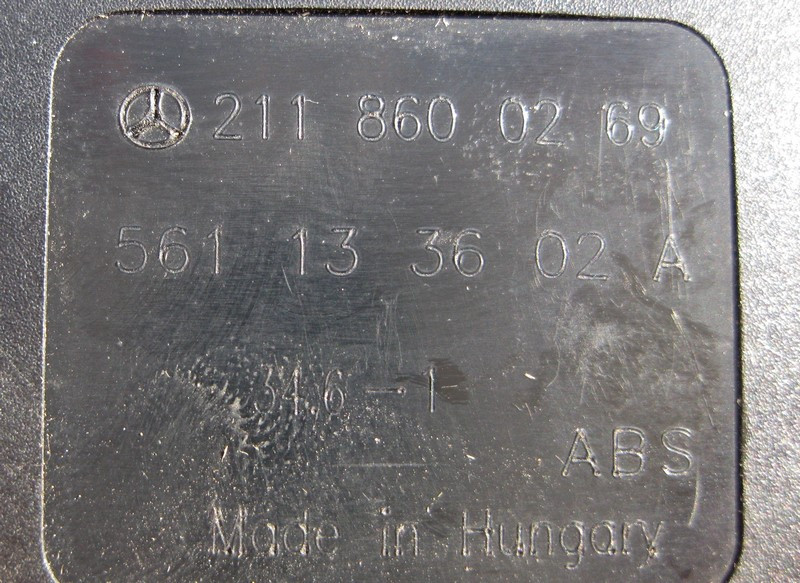 211 860 02 69
561 13 36 02 A
34.6 - 1
ABS
Made in Hungary